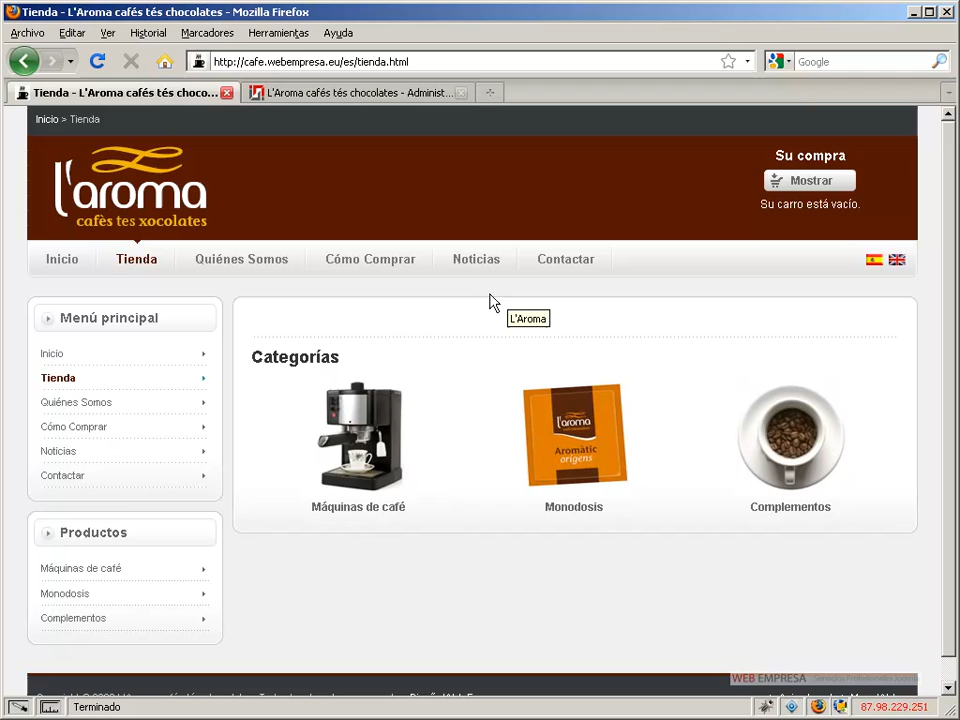 Tienda - L'Aroma cafés tés chocolates - Mozilla Firefox
Archivo Editar Ver Historial Marcadores Herramientas Ayuda
http://cafe.webempresa.eu/es/tienda.html
Google
Tienda - L'Aroma cafés tés choco...
L'Aroma cafés tés chocolates - Administ...
Inicio > Tienda
l'aroma
cafès tes xocolates
Su compra
Mostrar
Su carro está vacío.
Inicio Tienda Quiénes Somos Cómo Comprar Noticias Contactar
L'Aroma
Menú principal
Inicio
Tienda
Quiénes Somos
Cómo Comprar
Noticias
Contactar
Productos
Máquinas de café
Monodosis
Complementos
Categorías
l'aroma
Aromàtic
orígens
Máquinas de café
Monodosis
Complementos
WEB EMPRESA
Terminado
87.98.229.251